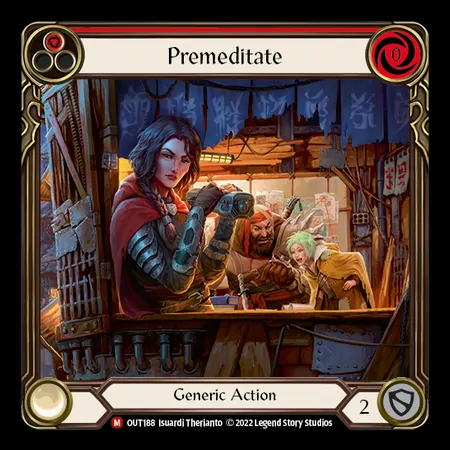 Premeditate
0
Generic Action
2
M OUT188 Isuardi Therianto © 2022 Legend Story Studios